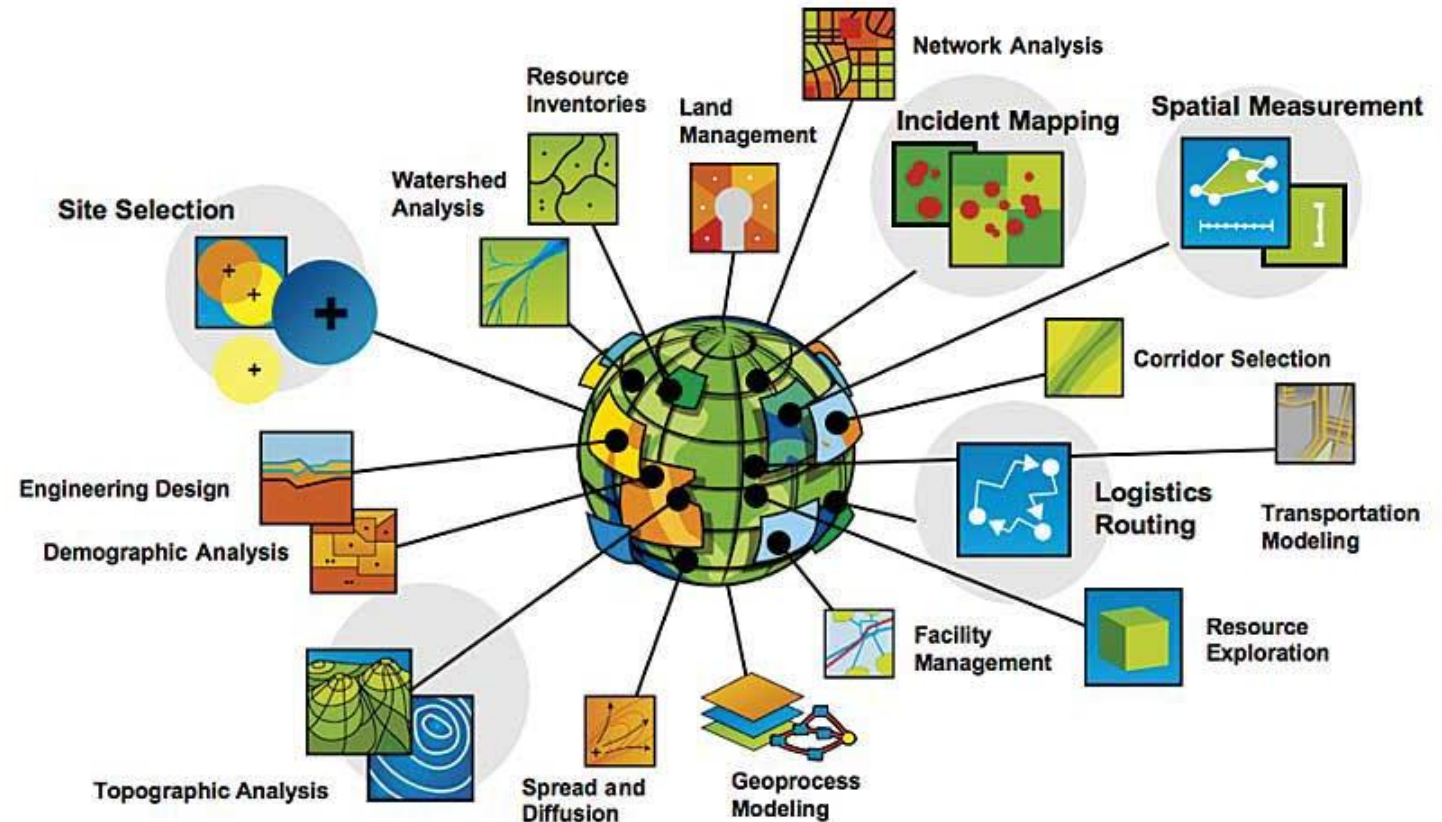 Network Analysis
Resource
Inventories
Land
Management
Incident Mapping
Spatial Measurement
Watershed
Analysis
Site Selection
Corridor Selection
Engineering Design
Logistics
Routing
Transportation
Modeling
Demographic Analysis
Facility
Management
Resource
Exploration
Topographic Analysis
Spread and
Diffusion
Geoprocess
Modeling